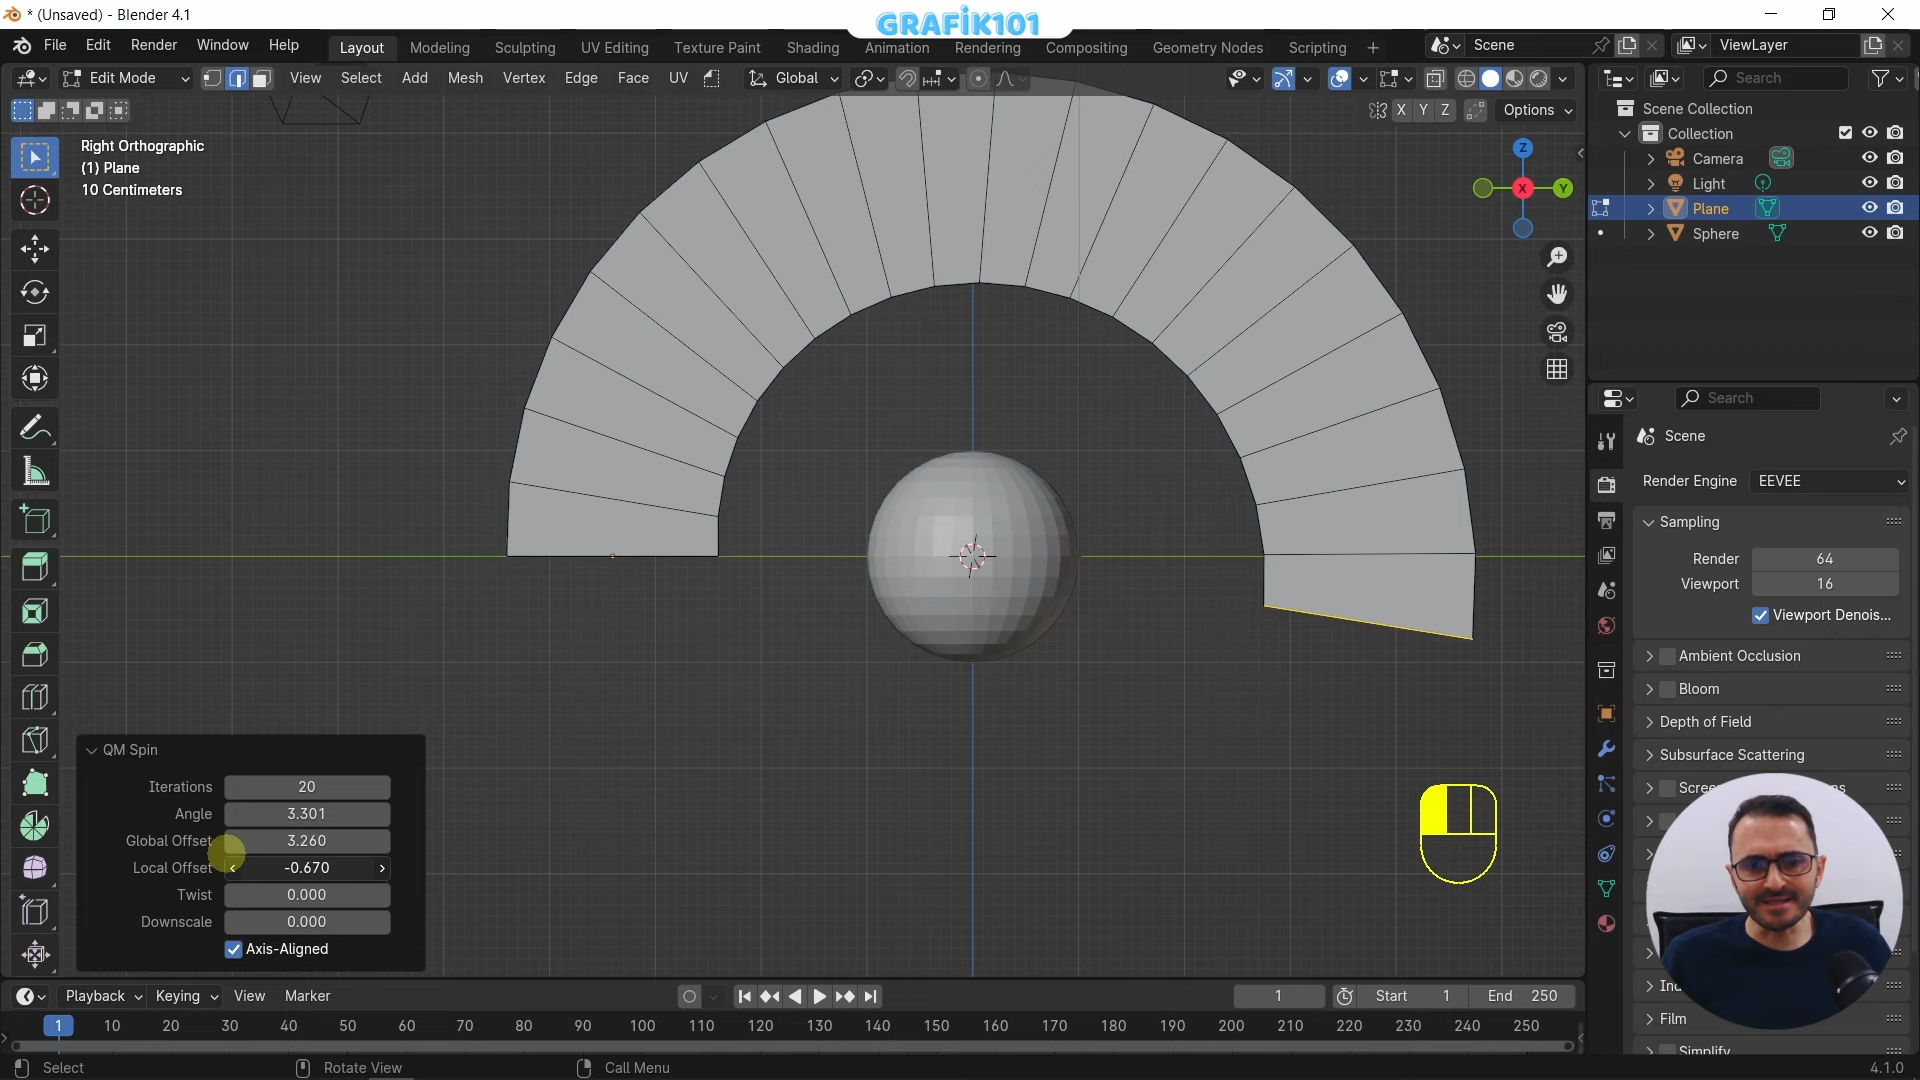 * (Unsaved) - Blender 4.1
GRAFİK101
File Edit Render Window Help
Layout Modeling Sculpting UV Editing Texture Paint Shading Animation Rendering Compositing Geometry Nodes Scripting +
Scene
ViewLayer
Edit Mode
View Select Add Mesh Vertex Edge Face UV
Global
Search
X Y Z
Options
Right Orthographic
(1) Plane
10 Centimeters
Z
X
Y
Scene Collection
Collection
Camera
Light
Plane
Sphere
Search
Scene
Render Engine EEVEE
Sampling
Render 64
Viewport 16
Viewport Denois...
Ambient Occlusion
Bloom
Depth of Field
Subsurface Scattering
Film
QM Spin
Iterations 20
Angle 3.301
Global Offset 3.260
Local Offset -0.670
Twist 0.000
Downscale 0.000
Axis-Aligned
Playback Keying View Marker
1
Start 1
End 250
1 10 20 30 40 50 60 70 80 90 100 110 120 130 140 150 160 170 180 190 200 210 220 230 240 250
Select
Rotate View
Call Menu
4.1.0